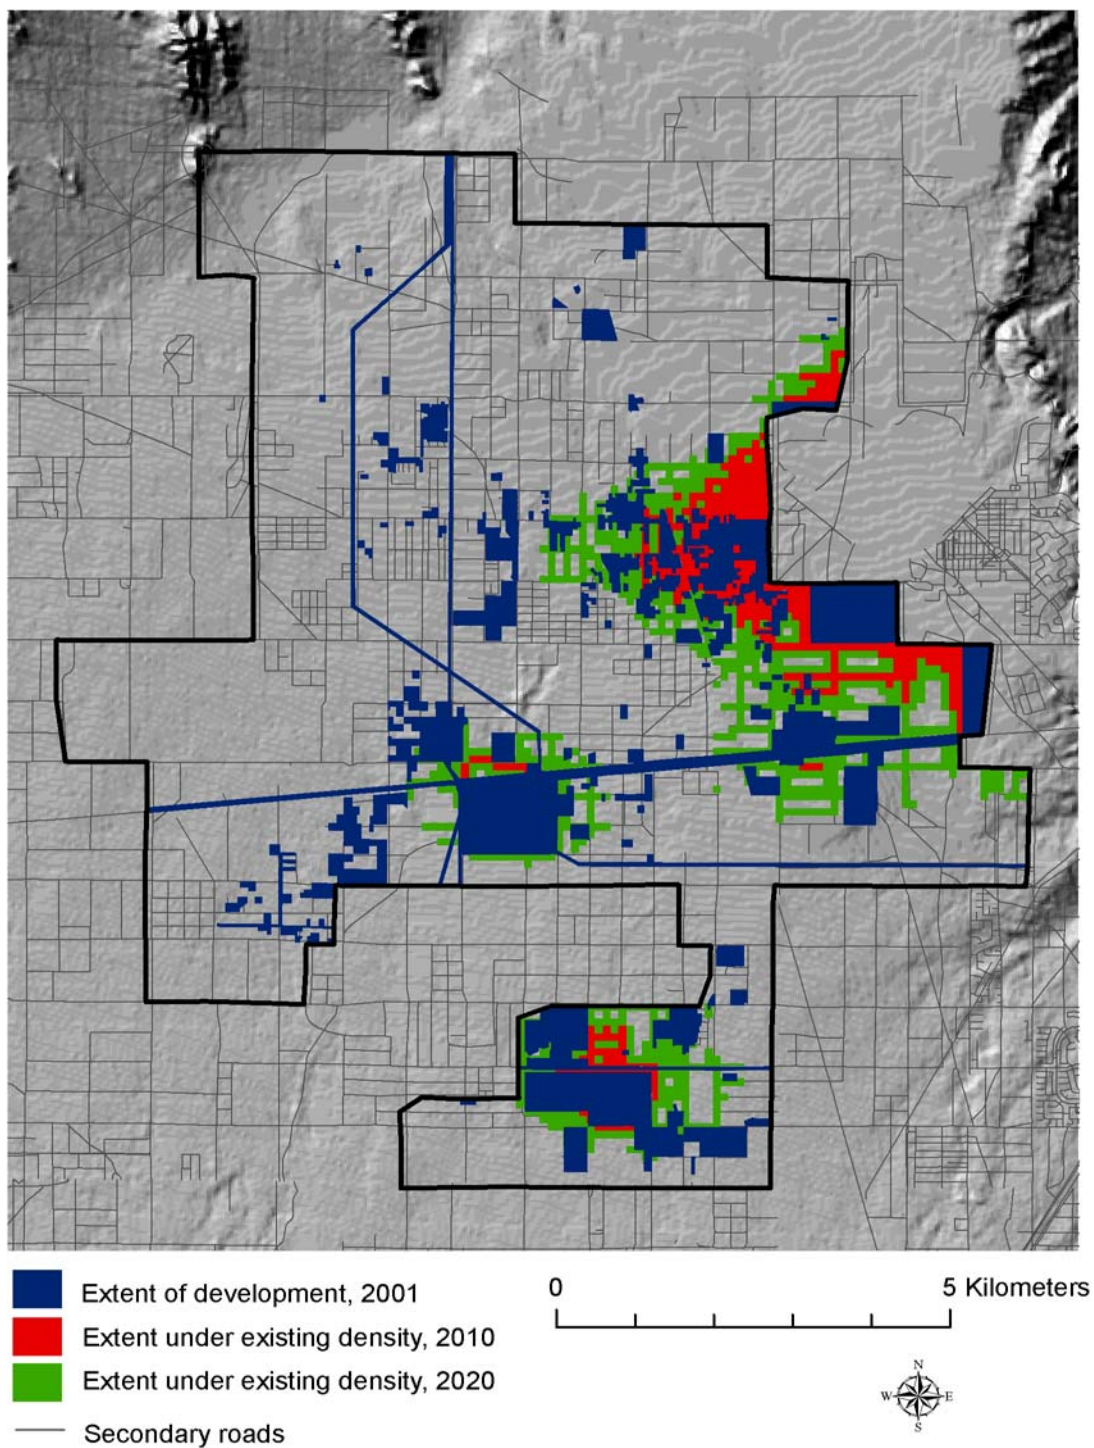 Extent of development, 2001
Extent under existing density, 2010
Extent under existing density, 2020
Secondary roads
0 5 Kilometers
N
W E
S